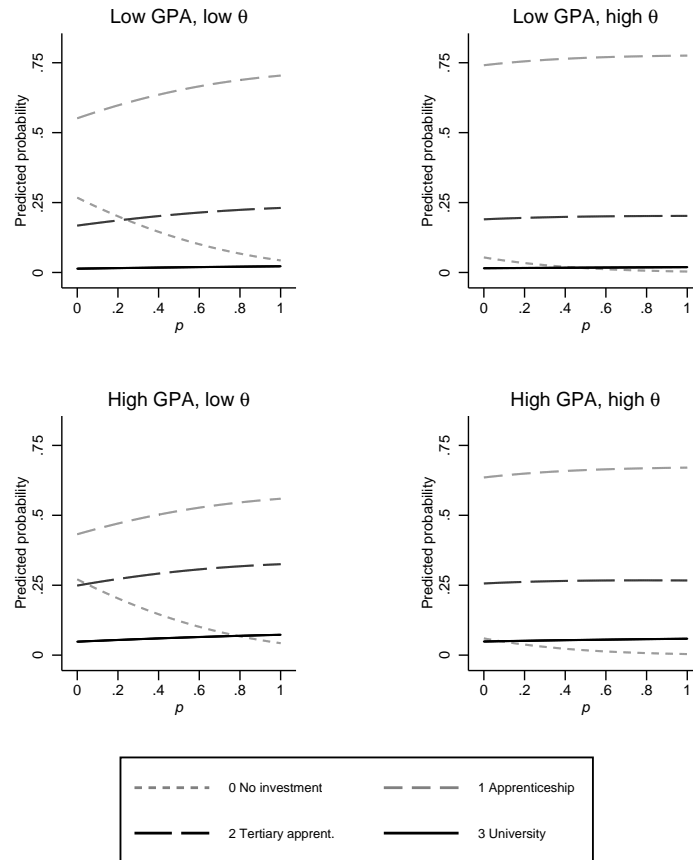 Low GPA, low θ
Predicted probability
.75
.5
.25
0
0 .2 .4 .6 .8 1
p
Low GPA, high θ
Predicted probability
.75
.5
.25
0
0 .2 .4 .6 .8 1
p
High GPA, low θ
Predicted probability
.75
.5
.25
0
0 .2 .4 .6 .8 1
p
High GPA, high θ
Predicted probability
.75
.5
.25
0
0 .2 .4 .6 .8 1
p
0 No investment
1 Apprenticeship
2 Tertiary apprent.
3 University